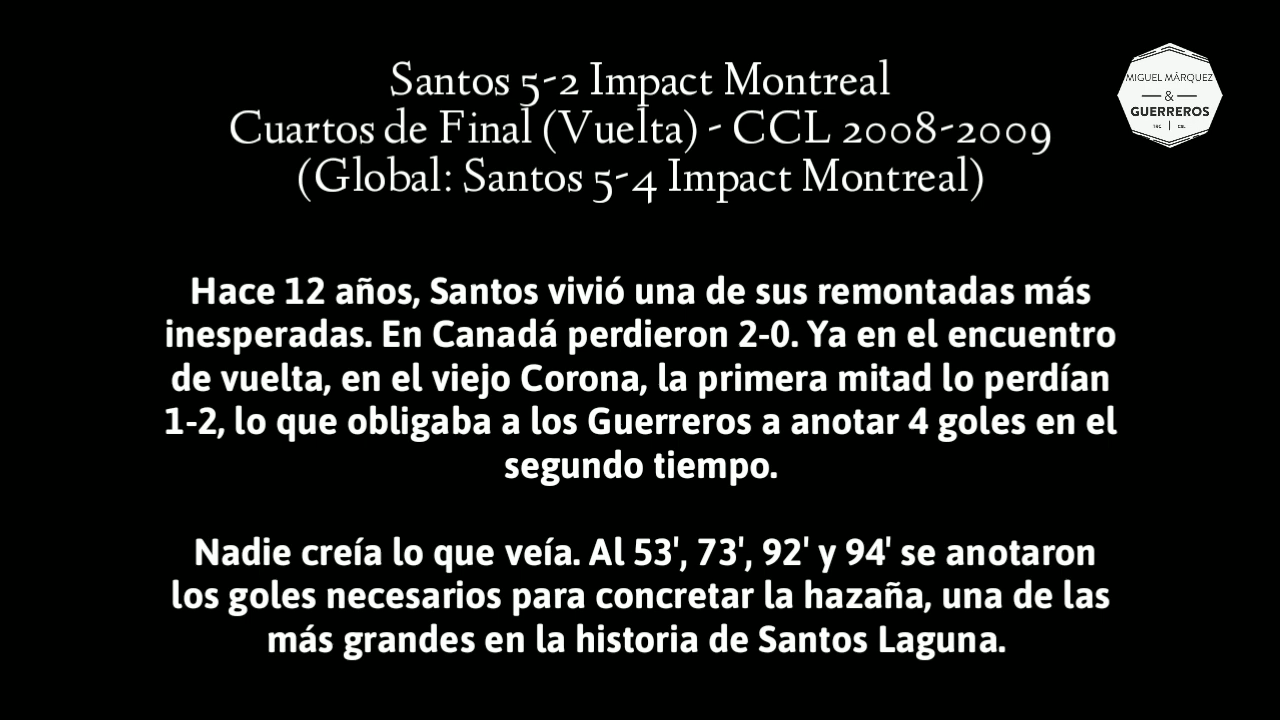 Santos 5-2 Impact Montreal
Cuartos de Final (Vuelta) - CCL 2008-2009
(Global: Santos 5-4 Impact Montreal)
MIGUEL MÁRQUEZ
&
GUERREROS
TRC | CSL
Hace 12 años, Santos vivió una de sus remontadas más
inesperadas. En Canadá perdieron 2-0. Ya en el encuentro
de vuelta, en el viejo Corona, la primera mitad lo perdían
1-2, lo que obligaba a los Guerreros a anotar 4 goles en el
segundo tiempo.
Nadie creía lo que veía. Al 53', 73', 92' y 94' se anotaron
los goles necesarios para concretar la hazaña, una de las
más grandes en la historia de Santos Laguna.